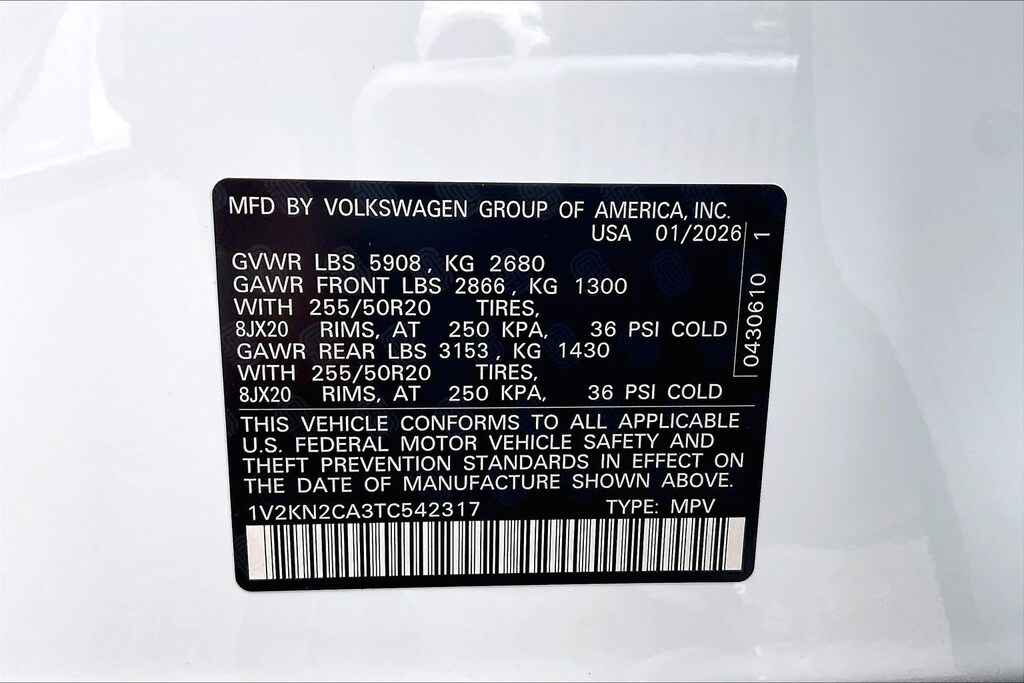 MFD BY VOLKSWAGEN GROUP OF AMERICA, INC.
USA 01/2026
GVWR LBS 5908, KG 2680
GAWR FRONT LBS 2866, KG 1300
WITH 255/50R20 TIRES,
8JX20 RIMS, AT 250 KPA, 36 PSI COLD
GAWR REAR LBS 3153, KG 1430
WITH 255/50R20 TIRES,
8JX20 RIMS, AT 250 KPA, 36 PSI COLD
0430610 1
THIS VEHICLE CONFORMS TO ALL APPLICABLE
U.S. FEDERAL MOTOR VEHICLE SAFETY AND
THEFT PREVENTION STANDARDS IN EFFECT ON
THE DATE OF MANUFACTURE SHOWN ABOVE.
1V2KN2CA3TC542317 TYPE: MPV